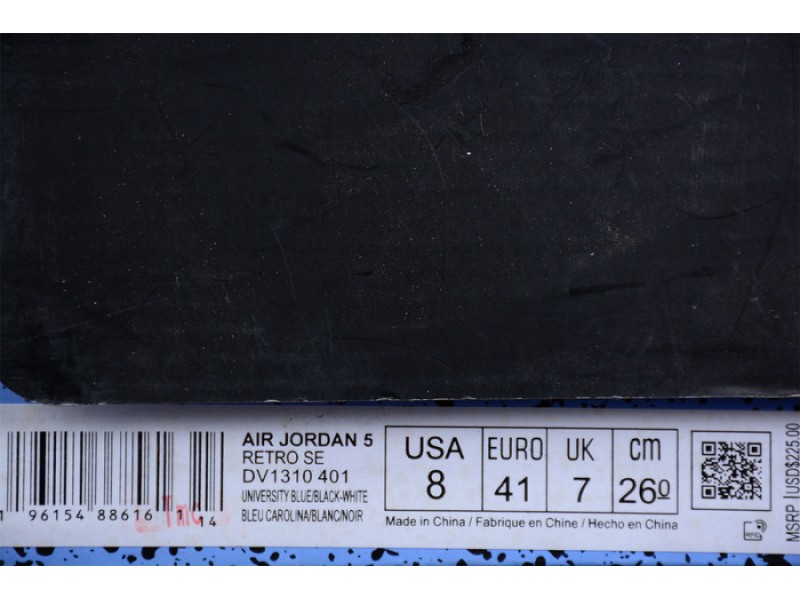 AIR JORDAN 5
RETRO SE
DV1310 401
UNIVERSITY BLUE/BLACK-WHITE
BLEU CAROLINA/BLANC/NOIR
1 96154 88616 14
USA EURO UK cm
8 41 7 260
Made in China / Fabrique en Chine / Hecho en China
MSRP USD$225.00